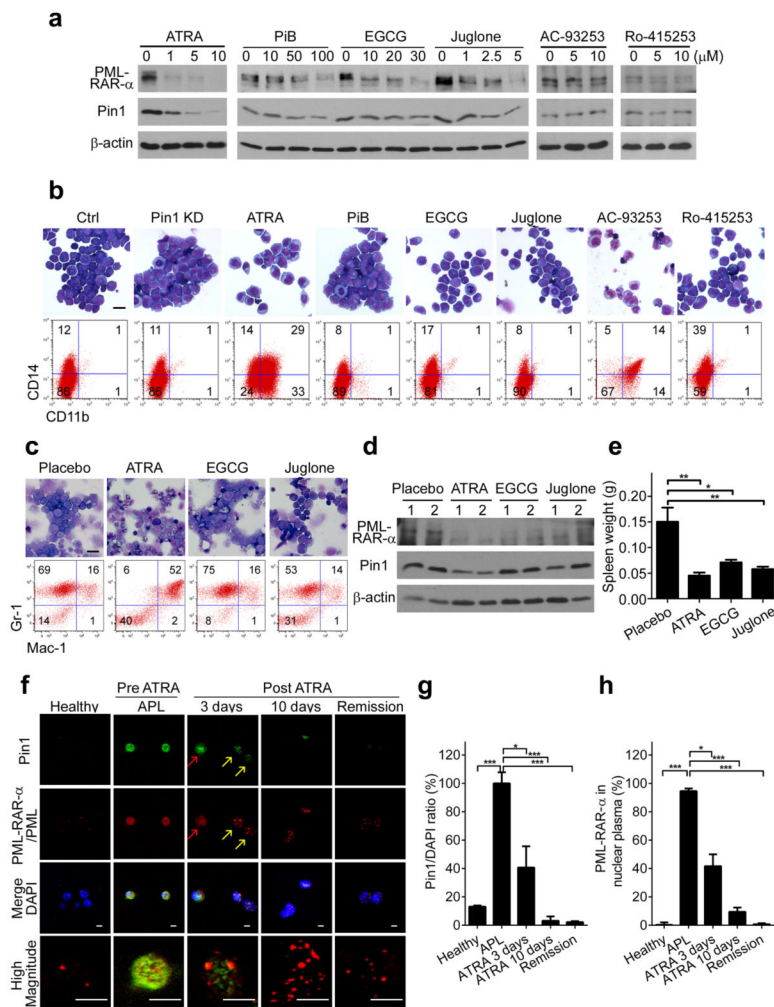 a
ATRA PiB EGCG Juglone AC-93253 Ro-415253
0 1 5 10 0 10 50 100 0 10 20 30 0 1 2.5 5 0 5 10 0 5 10 (μM)
PML-
RAR-α
Pin1
β-actin
b
Ctrl Pin1 KD ATRA PiB EGCG Juglone AC-93253 Ro-415253
12 1 11 1 14 29 8 1 17 1 8 1 5 14 39 1
86 1 86 1 24 33 89 1 81 1 90 1 67 14 59 1
CD14
CD11b
c
Placebo ATRA EGCG Juglone
69 16 6 52 75 16 53 14
14 1 40 2 8 1 31 1
Gr-1
Mac-1
d
Placebo ATRA EGCG Juglone
1 2 1 2 1 2 1 2
PML-
RAR-α
Pin1
β-actin
e
Spleen weight (g)
0.20
0.15
0.10
0.05
0.00
**
*
**
Placebo
ATRA
EGCG
Juglone
f
Pre ATRA Post ATRA
Healthy APL 3 days 10 days Remission
Pin1
PML-RAR-α
/PML
Merge
DAPI
High
Magnitude
g
Pin1/DAPI ratio (%)
120
100
80
60
40
20
0
***
*
***
***
Healthy
APL
ATRA 3 days
ATRA 10 days
Remission
h
PML-RAR-α in
nuclear plasma (%)
120
100
80
60
40
20
0
***
*
***
***
Healthy
APL
ATRA 3 days
ATRA 10 days
Remission